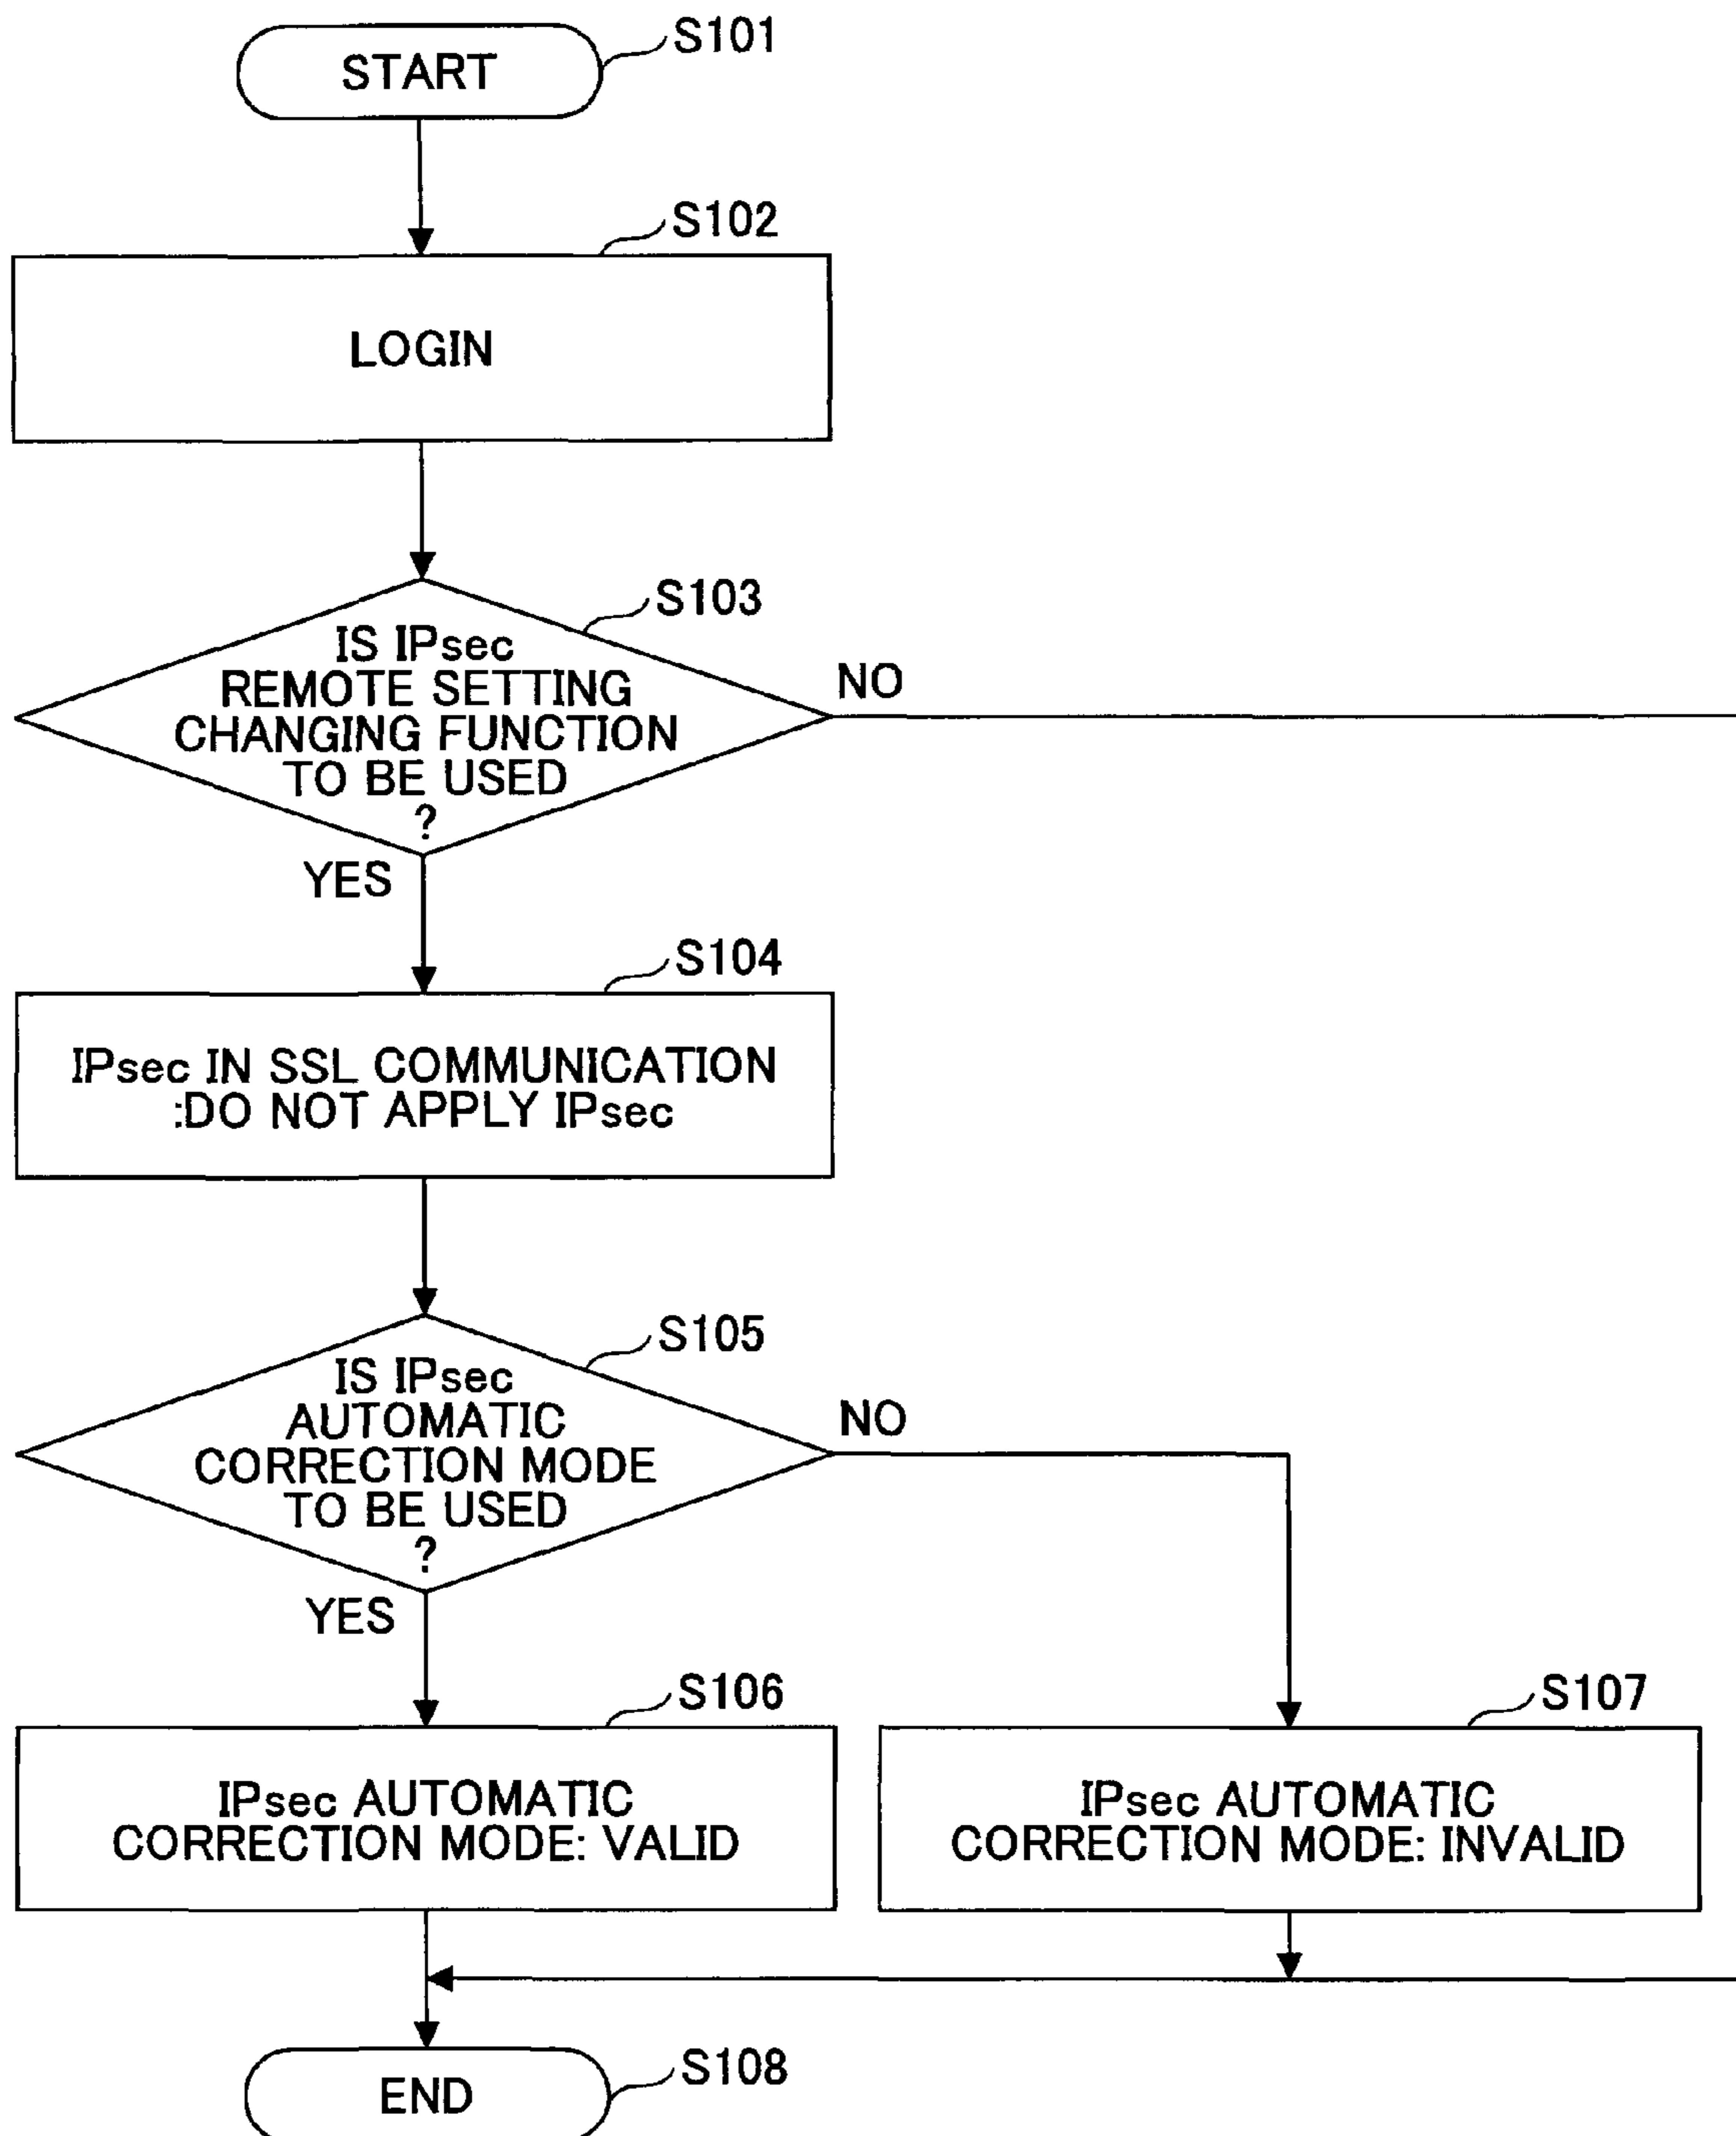 START
S101
S102
LOGIN
S103
IS IPsec
REMOTE SETTING
CHANGING FUNCTION
TO BE USED
?
NO
YES
S104
IPsec IN SSL COMMUNICATION
:DO NOT APPLY IPsec
S105
IS IPsec
AUTOMATIC
CORRECTION MODE
TO BE USED
?
NO
YES
S106
IPsec AUTOMATIC
CORRECTION MODE: VALID
S107
IPsec AUTOMATIC
CORRECTION MODE: INVALID
END
S108